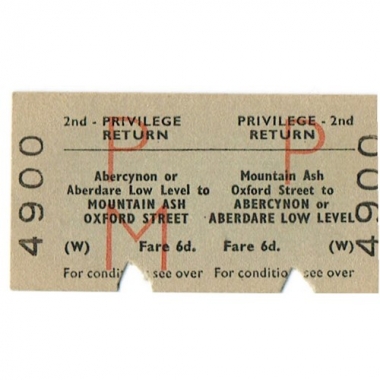 4900
2nd - PRIVILEGE RETURN
Abercynon or
Aberdare Low Level to
MOUNTAIN ASH
OXFORD STREET
(W) Fare 6d.
For condi see over
P
M
PRIVILEGE - 2nd
RETURN
Mountain Ash
Oxford Street to
ABERCYNON or
ABERDARE LOW LEVEL
Fare 6d. (W)
For conditio see over
P
4900